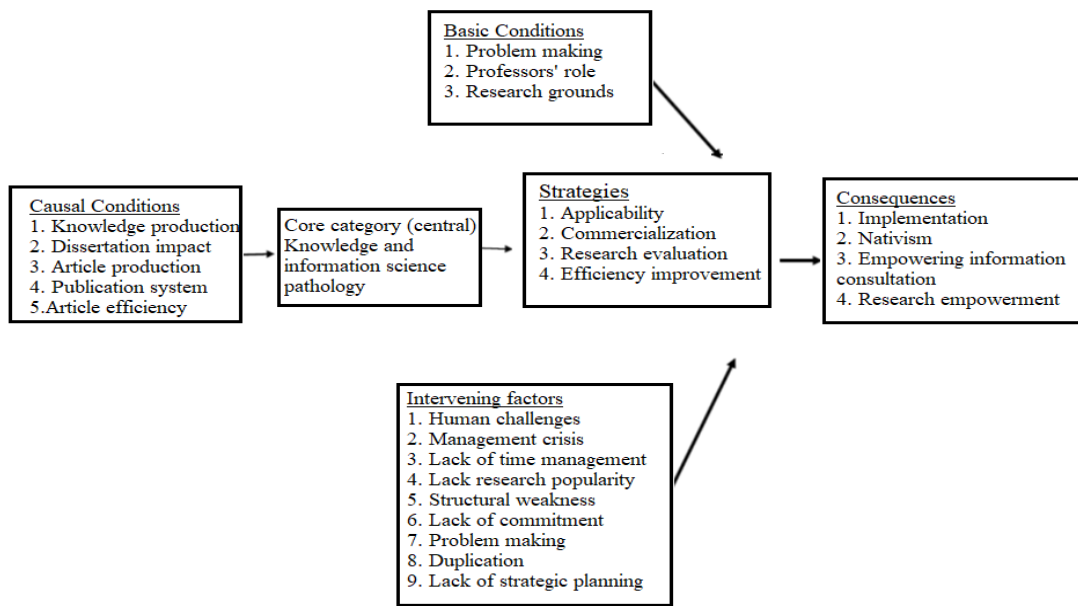 Basic Conditions
1. Problem making
2. Professors' role
3. Research grounds
Causal Conditions
1. Knowledge production
2. Dissertation impact
3. Article production
4. Publication system
5.Article efficiency
Core category (central)
Knowledge and
information science
pathology
Strategies
1. Applicability
2. Commercialization
3. Research evaluation
4. Efficiency improvement
Consequences
1. Implementation
2. Nativism
3. Empowering information
consultation
4. Research empowerment
Intervening factors
1. Human challenges
2. Management crisis
3. Lack of time management
4. Lack research popularity
5. Structural weakness
6. Lack of commitment
7. Problem making
8. Duplication
9. Lack of strategic planning